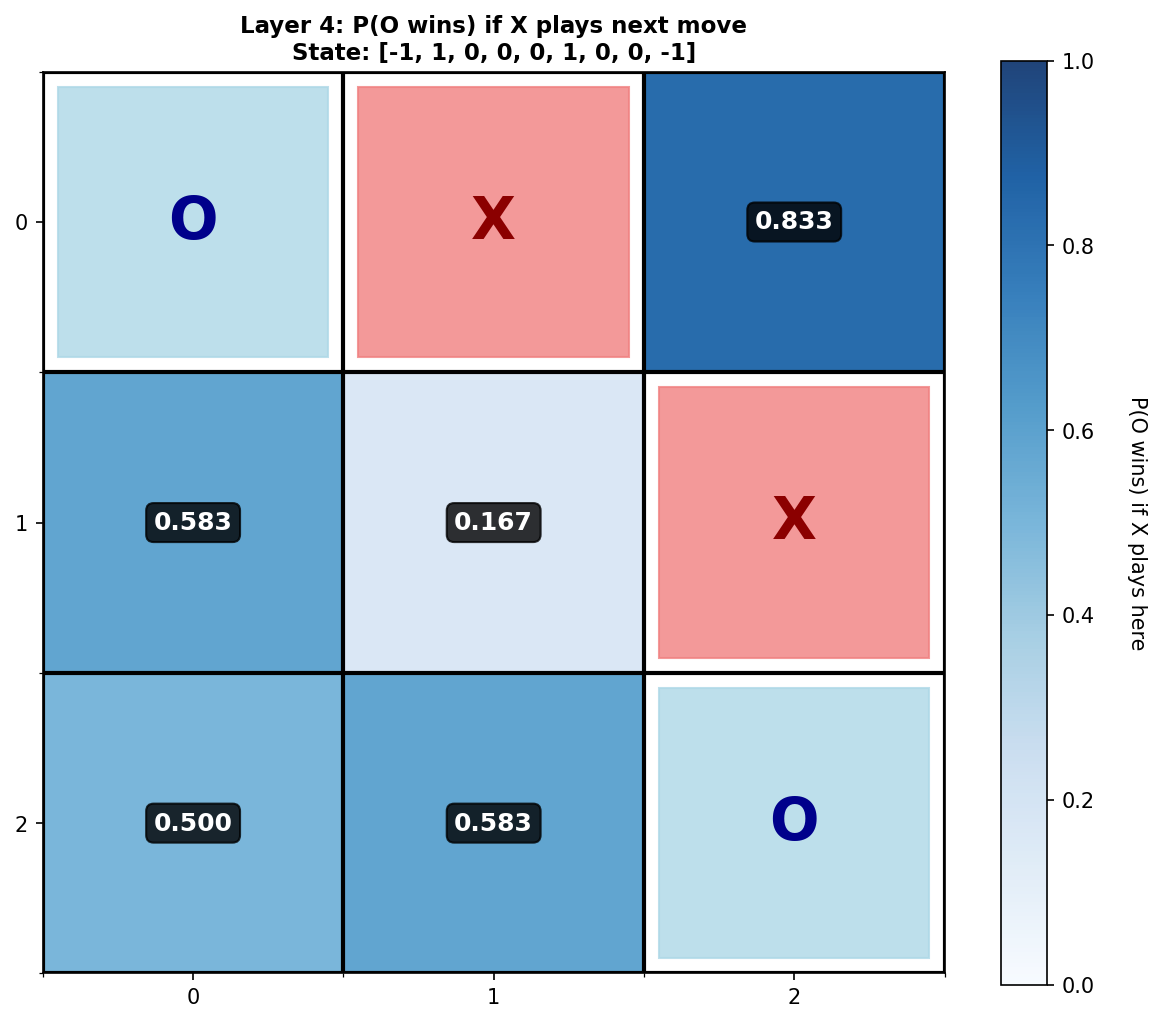 Layer 4: P(O wins) if X plays next move
State: [-1, 1, 0, 0, 0, 1, 0, 0, -1]
0
O
X
0.833
1
0.583
0.167
X
2
0.500
0.583
O
0
1
2
1.0
0.8
0.6
0.4
0.2
0.0
P(O wins) if X plays here